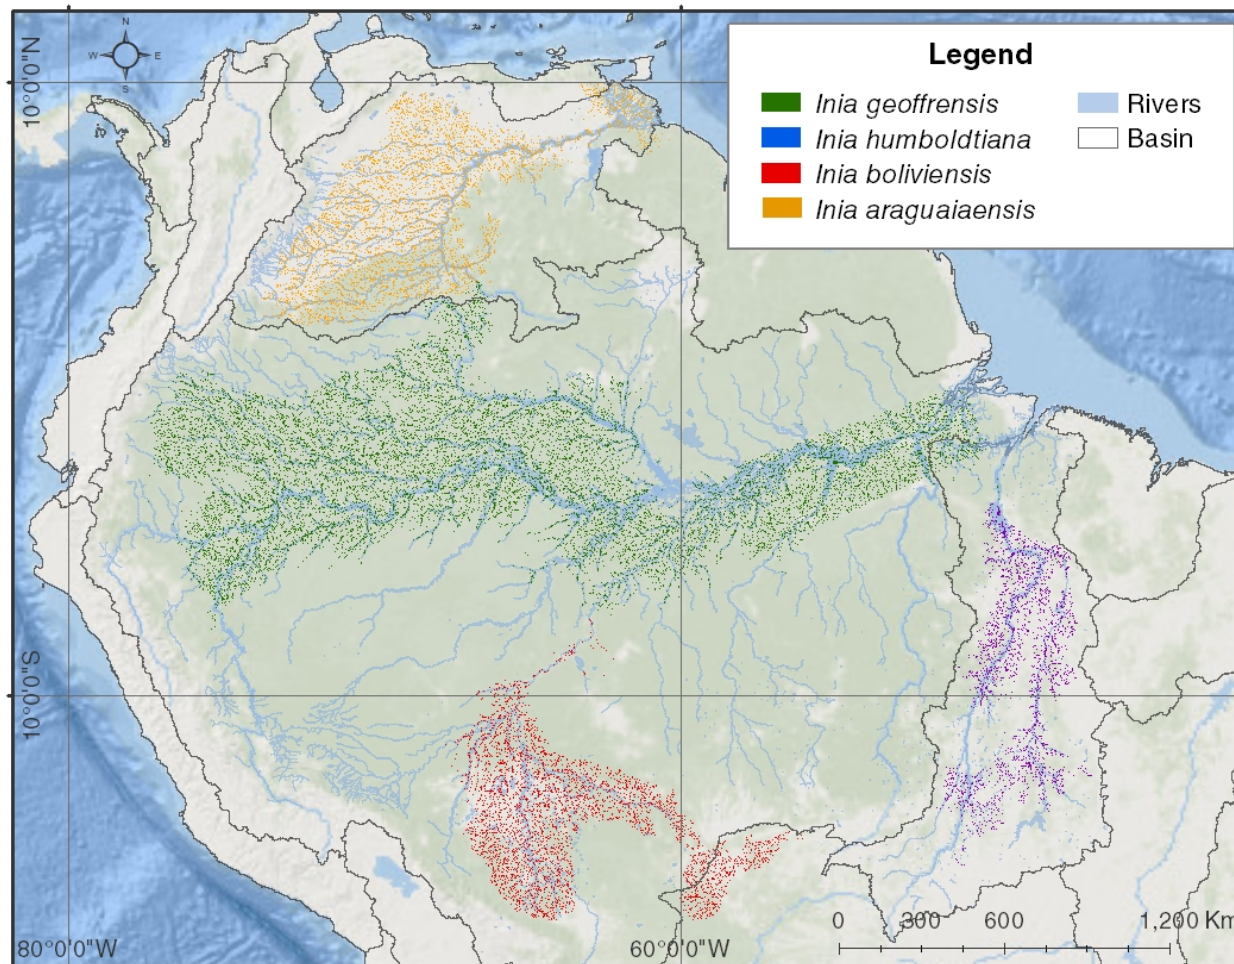 N
W E
S
10°0'0"N
Legend
Inia geoffrensis
Inia humboldtiana
Inia boliviensis
Inia araguaiaensis
Rivers
Basin
10°0'0"S
0 300 600 1,200 Km
80°0'0"W 60°0'0"W